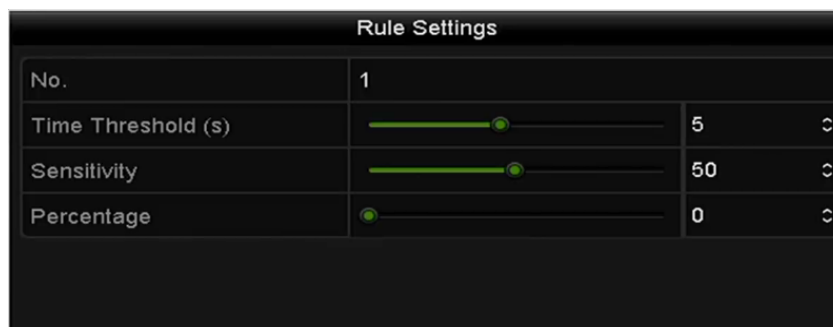 Rule Settings
No. 1
Time Threshold (s) 5
Sensitivity 50
Percentage 0